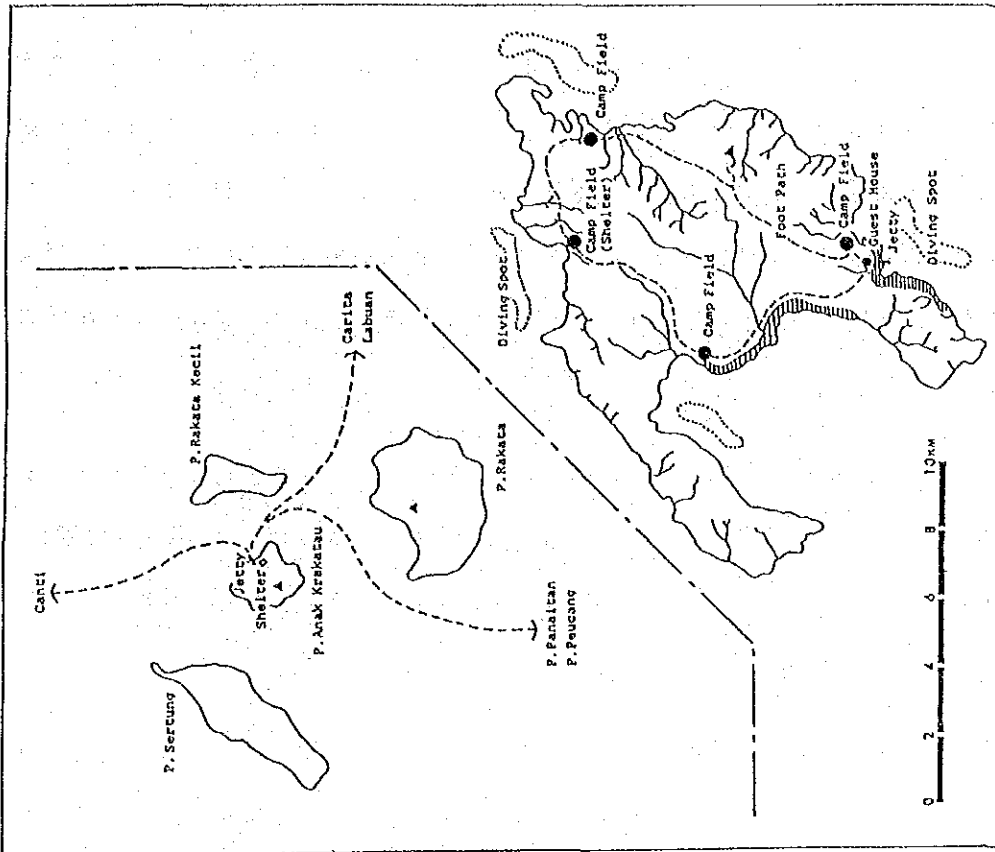 Canti
P.Rakata Kecil
Carita
Labuan
Jetty
Shelter
P.Anak Krakatau
P.Sertung
P.Rakata
P.Panaitan
P.Peucang
Camp Field
Camp Field
(Shelter)
Diving Spot
Camp Field
Foot Path
Camp Field
Guest House
Jetty
Diving Spot
0 2 4 6 8 10KM